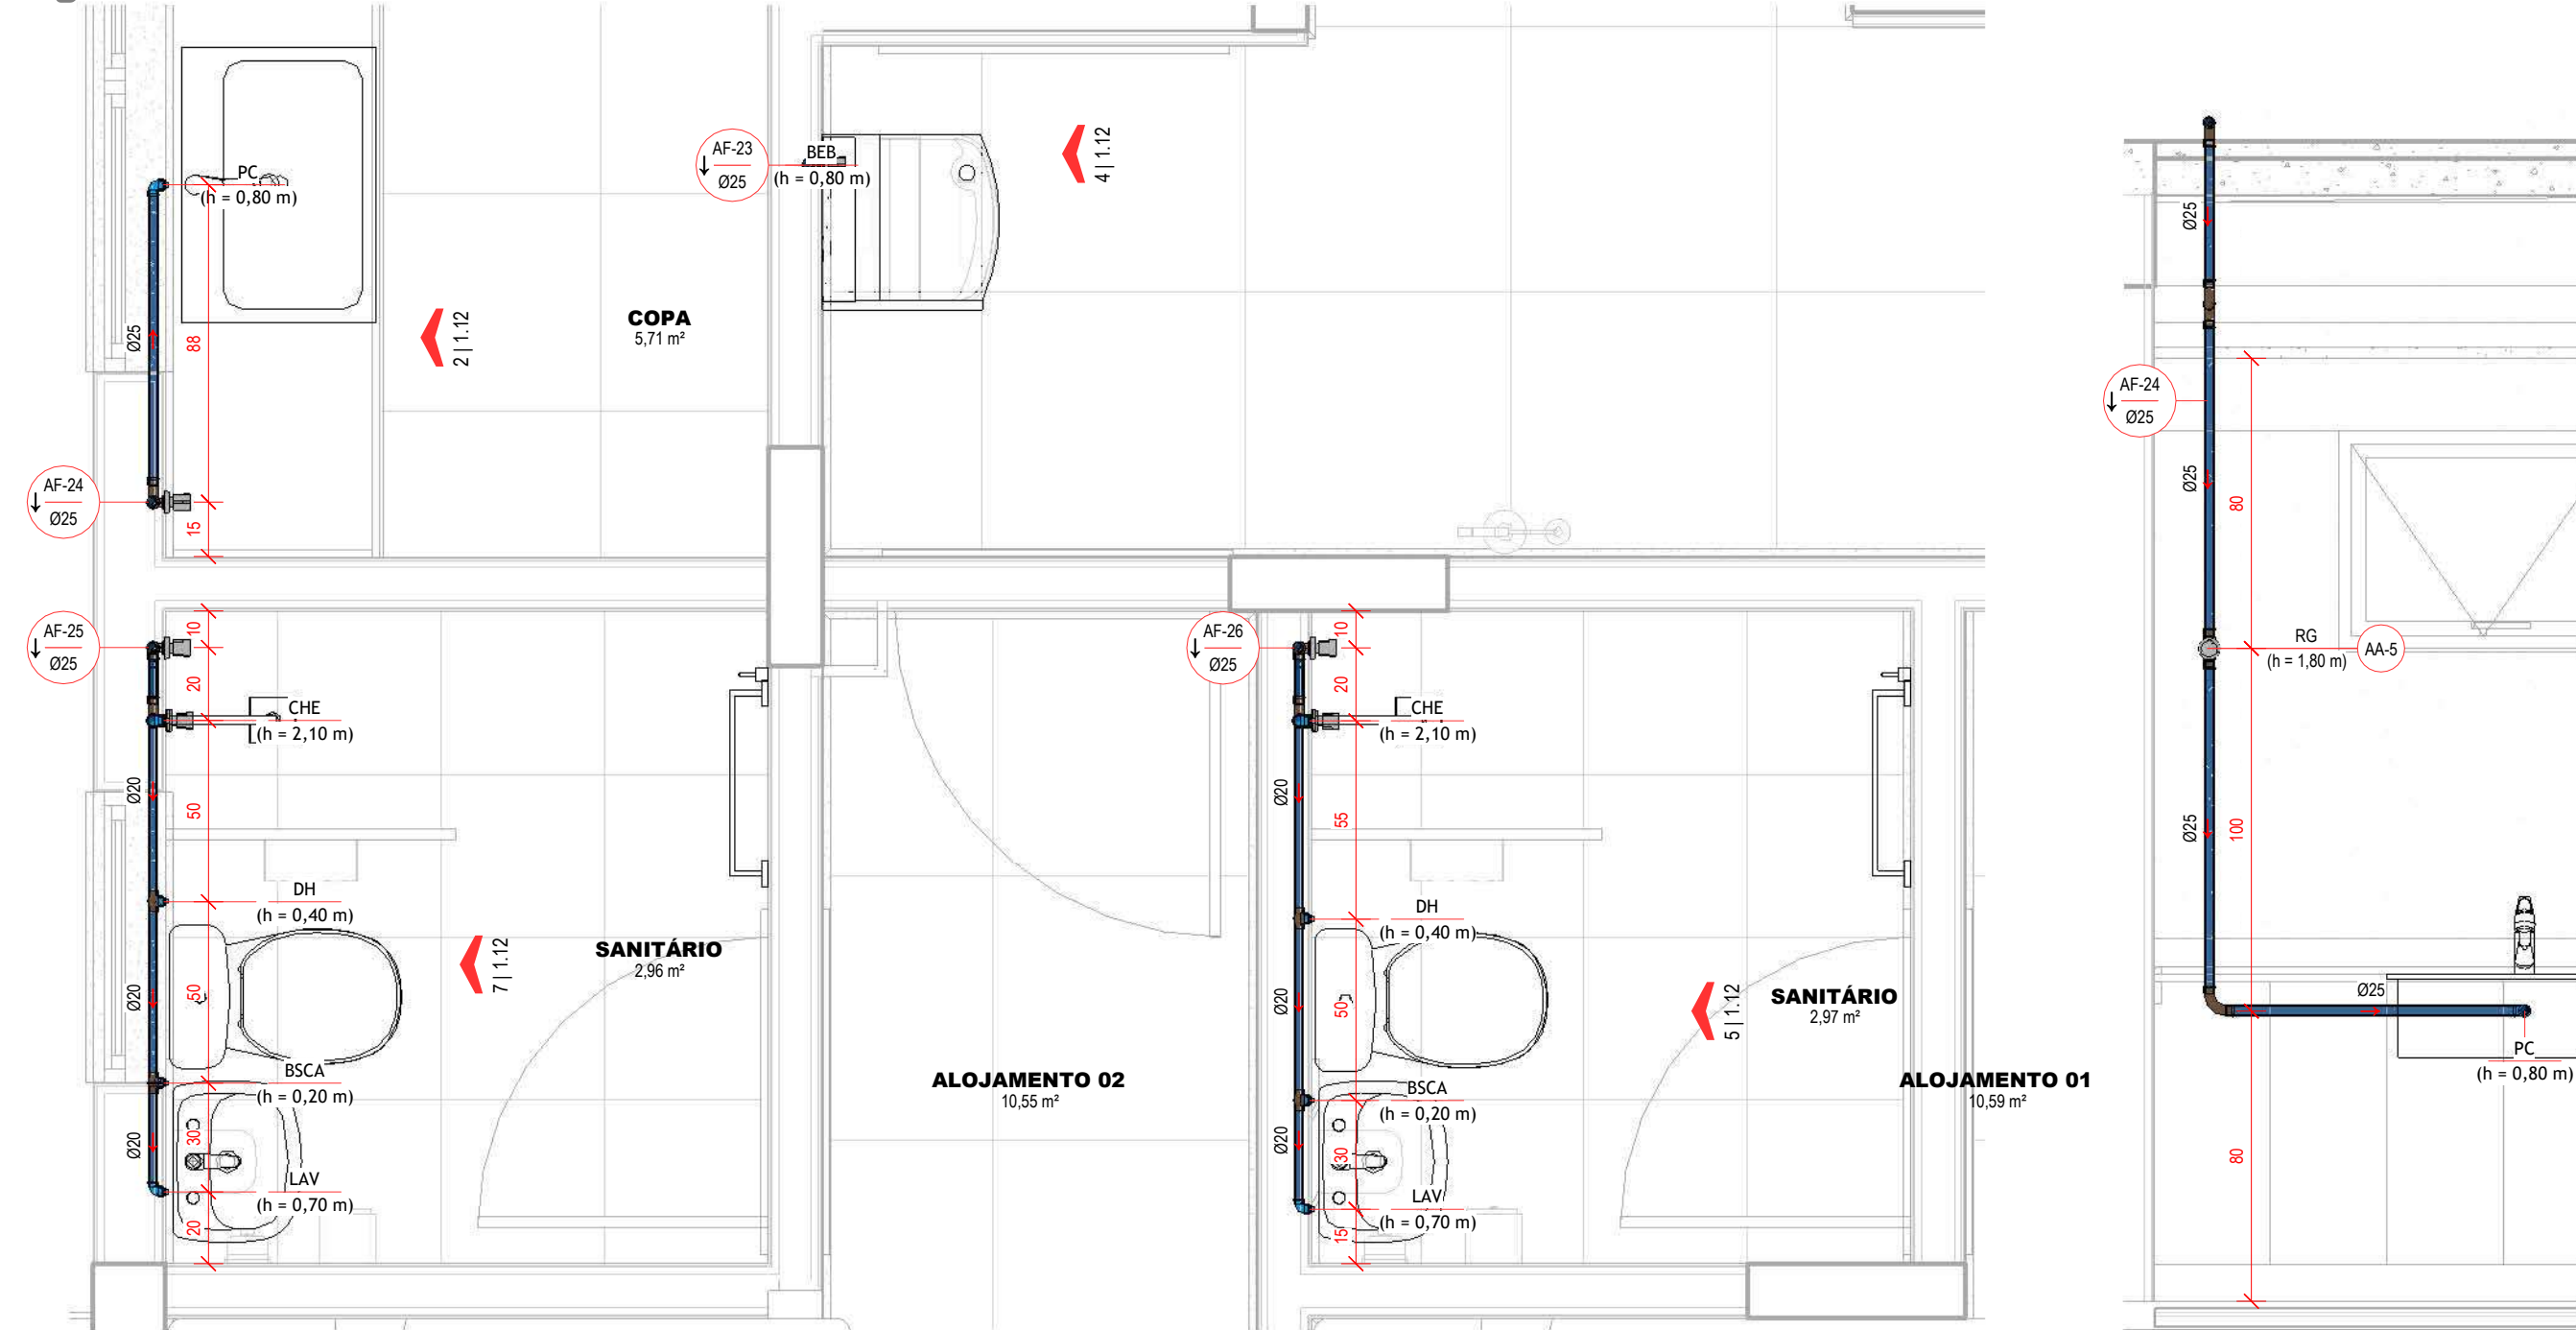 PC
(h = 0,80 m)
Ø25
88
15
AF-24
Ø25
2 | 1.12
COPA
5,71 m²
AF-23
Ø25
BEB
(h = 0,80 m)
4 | 1.12
AF-25
Ø25
10
20
CHE
(h = 2,10 m)
Ø20
50
DH
(h = 0,40 m)
Ø20
50
7 | 1.12
SANITÁRIO
2,96 m²
BSCA
(h = 0,20 m)
Ø20
30
LAV
(h = 0,70 m)
20
ALOJAMENTO 02
10,55 m²
AF-26
Ø25
10
20
CHE
(h = 2,10 m)
Ø20
55
DH
(h = 0,40 m)
Ø20
50
5 | 1.12
SANITÁRIO
2,97 m²
BSCA
(h = 0,20 m)
Ø20
30
LAV
(h = 0,70 m)
15
ALOJAMENTO 01
10,59 m²
Ø25
AF-24
Ø25
Ø25
80
RG
(h = 1,80 m)
AA-5
Ø25
100
Ø25
PC
(h = 0,80 m)
80